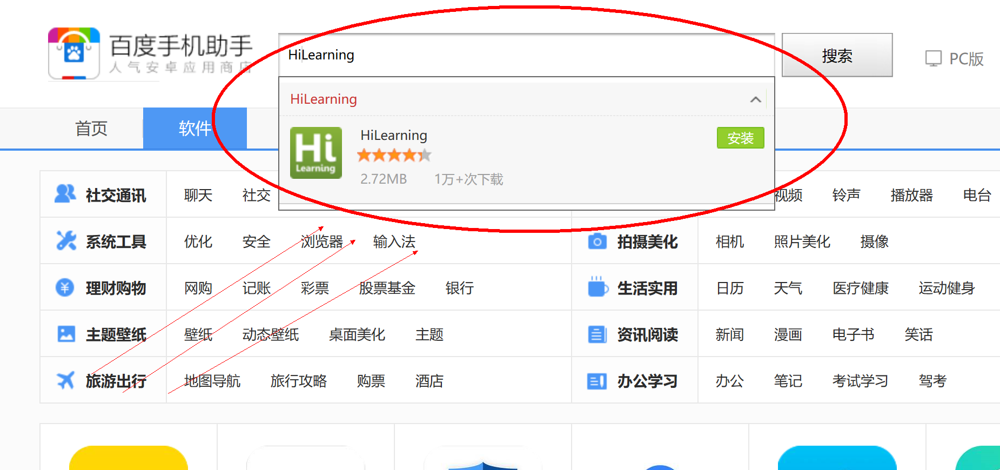 百度手机助手
人气安卓应用商店
HiLearning
搜索
PC版
HiLearning
首页
软件
Hi
Learning
HiLearning
安装
2.72MB 1万+次下载
社交通讯 聊天 社交 视频 铃声 播放器 电台
系统工具 优化 安全 浏览器 输入法 拍摄美化 相机 照片美化 摄像
理财购物 网购 记账 彩票 股票基金 银行 生活实用 日历 天气 医疗健康 运动健身
主题壁纸 壁纸 动态壁纸 桌面美化 主题 资讯阅读 新闻 漫画 电子书 笑话
旅游出行 地图导航 旅行攻略 购票 酒店 办公学习 办公 笔记 考试学习 驾考